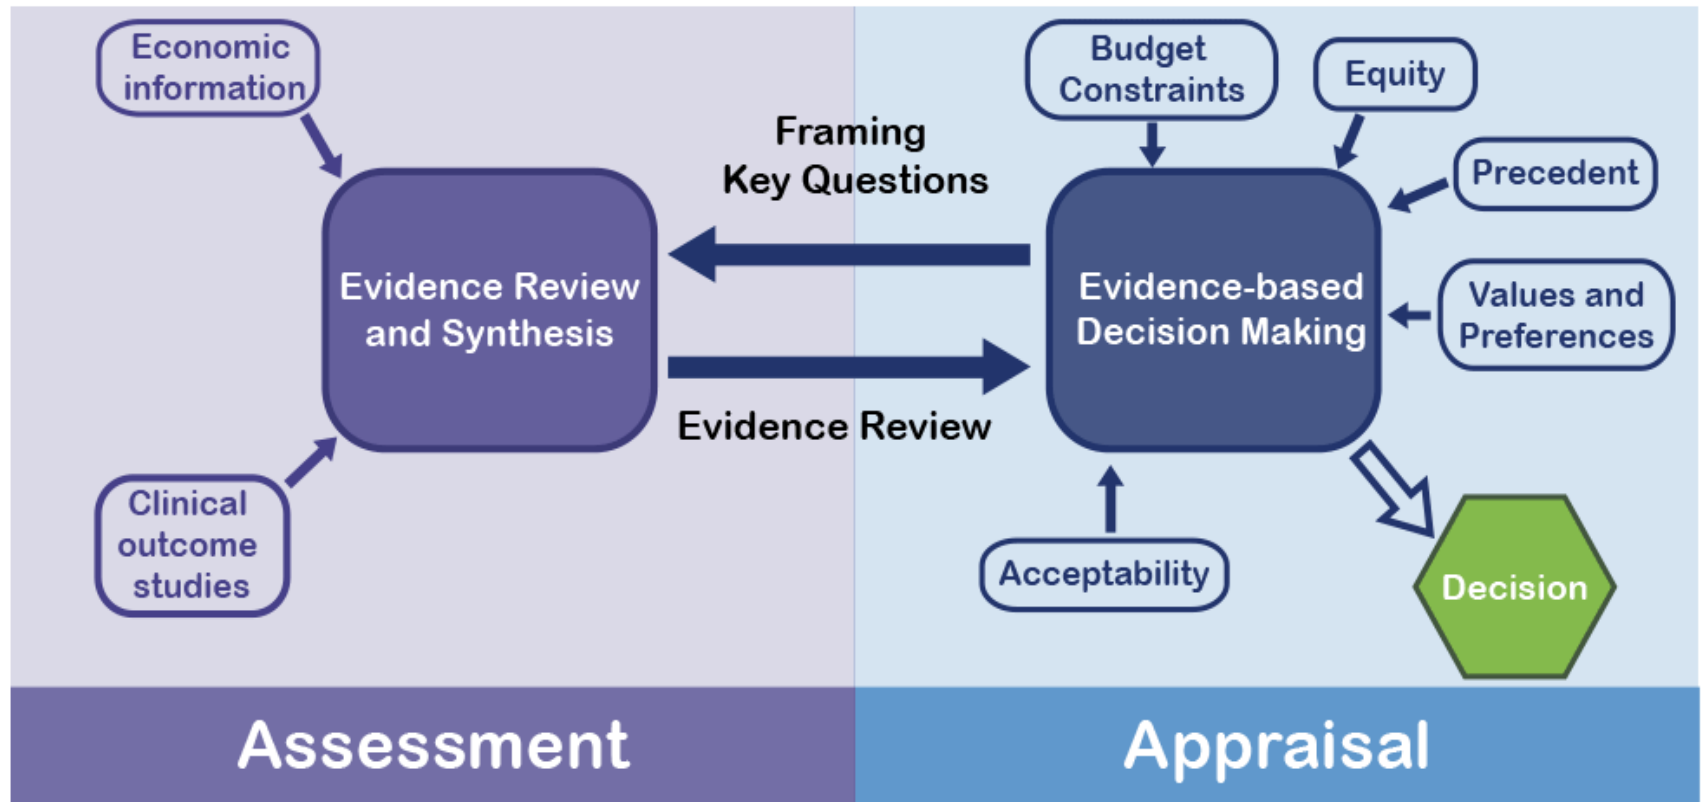 Economic
information
Clinical
outcome
studies
Evidence Review
and Synthesis
Framing
Key Questions
Evidence Review
Budget
Constraints
Equity
Precedent
Values and
Preferences
Evidence-based
Decision Making
Acceptability
Decision
Assessment
Appraisal